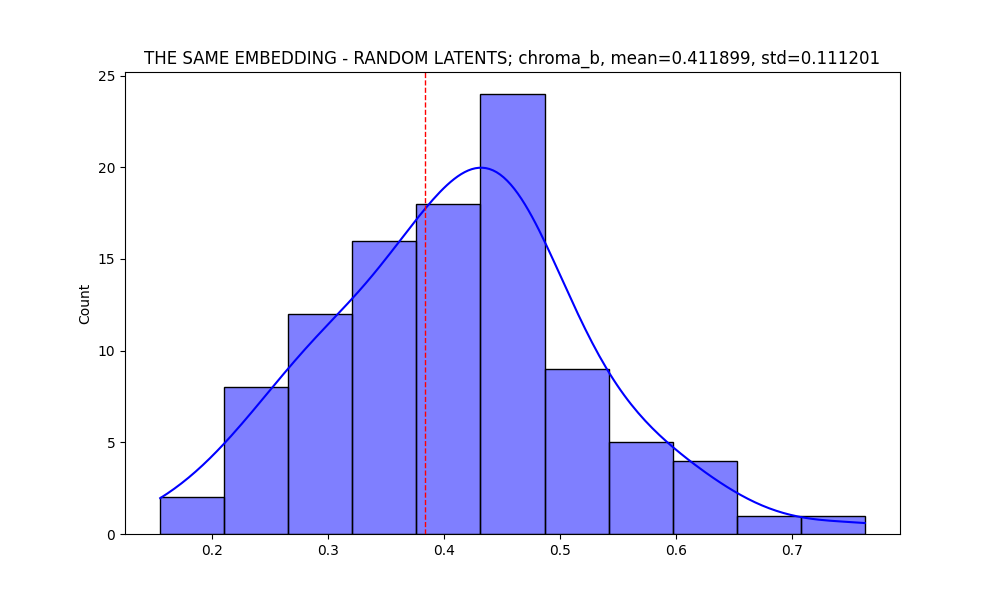 THE SAME EMBEDDING - RANDOM LATENTS; chroma_b, mean=0.411899, std=0.111201
25
20
15
10
5
0
Count
0.2 0.3 0.4 0.5 0.6 0.7